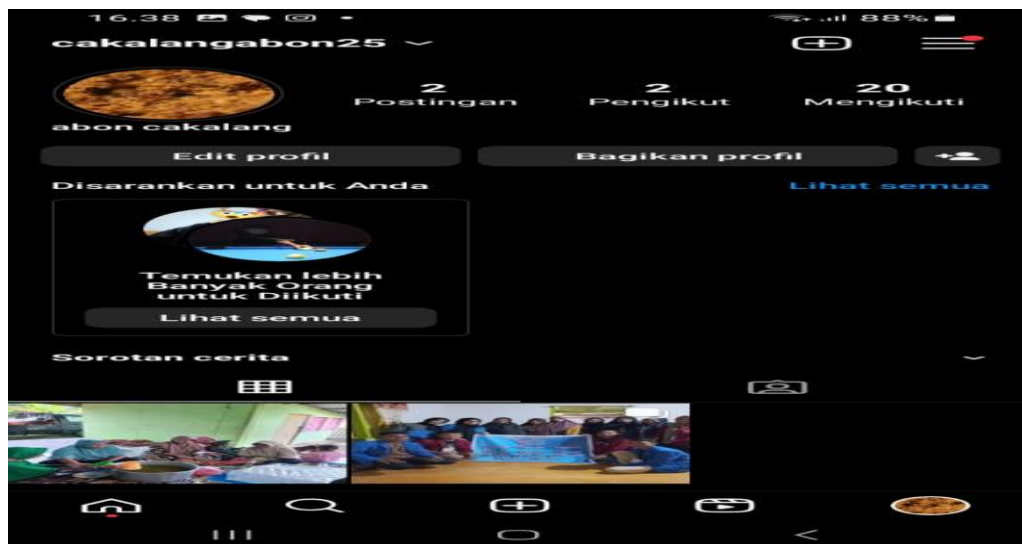 16.38
88%
cakalangabon25
2 2 20
Postingan Pengikut Mengikuti
abon cakalang
Edit profil Bagikan profil
Disarankan untuk Anda Lihat semua
Temukan lebih
Banyak Orang
untuk Diikuti
Lihat semua
Sorotan cerita